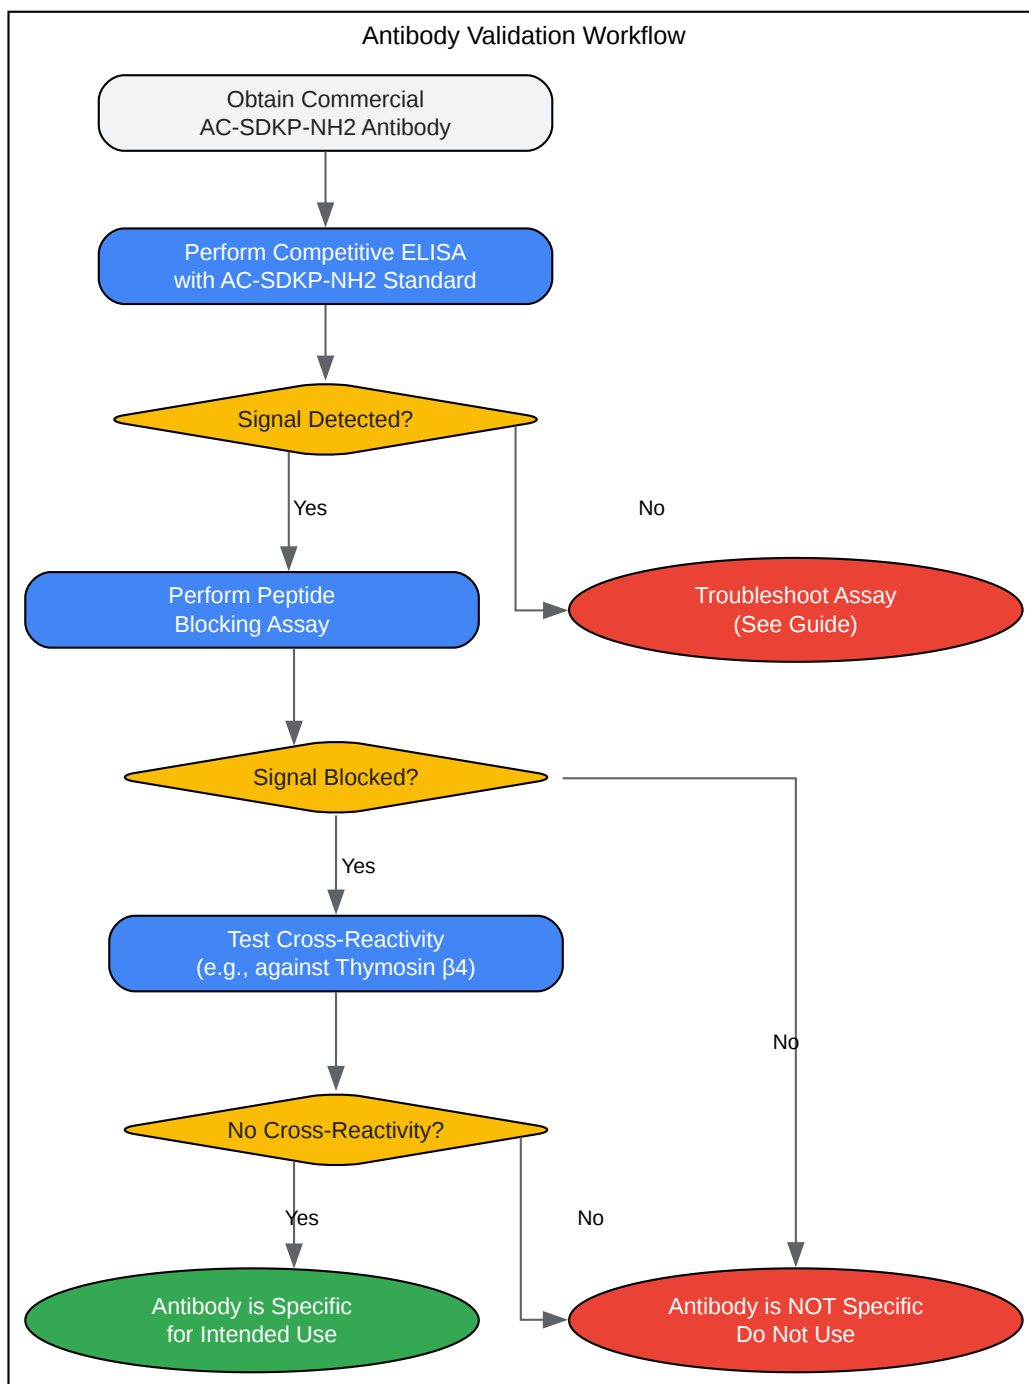 Antibody Validation Workflow
Obtain Commercial
AC-SDKP-NH2 Antibody
Perform Competitive ELISA
with AC-SDKP-NH2 Standard
Signal Detected?
Yes
No
Perform Peptide
Blocking Assay
Troubleshoot Assay
(See Guide)
Signal Blocked?
Yes
Test Cross-Reactivity
(e.g., against Thymosin β4)
No
No Cross-Reactivity?
Yes
No
Antibody is Specific
for Intended Use
Antibody is NOT Specific
Do Not Use